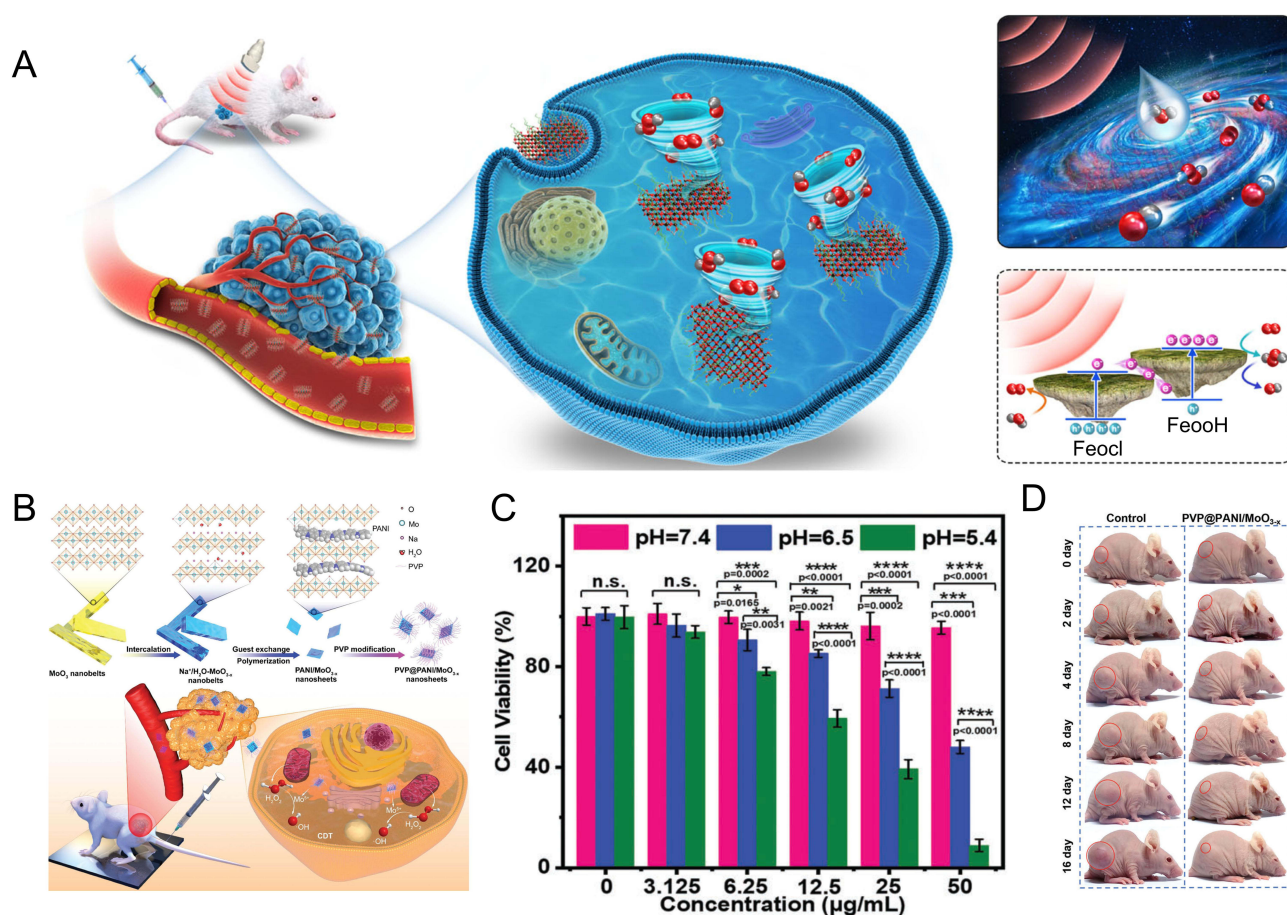 A
e⁻ e⁻ e⁻ e⁻
e⁻
e⁻
e⁻
h⁺
h⁺ h⁺ h⁺ h⁺
FeooH
Feocl
B
O
Mo
Na
H₂O
PVP
PANI
Intercalation
Guest exchange
Polymerization
PVP modification
MoO₃ nanobelts
Na⁺/H₂O-MoO₃₋ₓ
nanobelts
PANI/MoO₃₋ₓ
nanosheets
PVP@PANI/MoO₃₋ₓ
nanosheets
H₂O₂
Mo⁵⁺
·OH
CDT
Mo⁵⁺
H₂O₂
·OH
C
pH=7.4 pH=6.5 pH=5.4
Cell Viability (%)
120
80
40
0
n.s.
n.s.
***
p=0.0002
*
p=0.0165
**
p=0.0031
****
p<0.0001
**
p=0.0021
****
p<0.0001
****
p<0.0001
***
p=0.0002
****
p<0.0001
****
p<0.0001
***
p<0.0001
****
p<0.0001
0 3.125 6.25 12.5 25 50
Concentration (μg/mL)
D
Control PVP@PANI/MoO₃₋ₓ
0 day
2 day
4 day
8 day
12 day
16 day